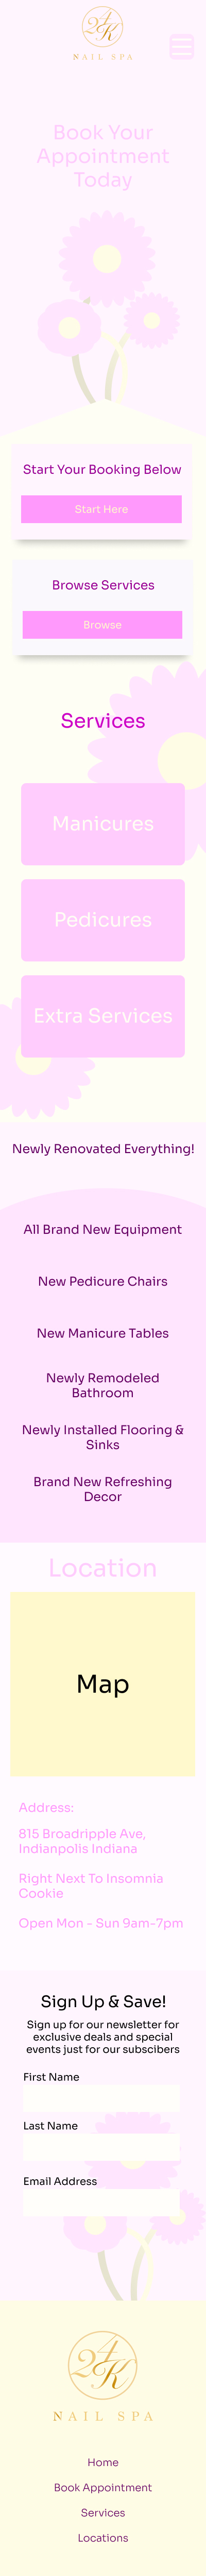 24K
NAIL SPA
Book Your
Appointment
Today
Start Your Booking Below
Start Here
Browse Services
Browse
Services
Manicures
Pedicures
Extra Services
Newly Renovated Everything!
All Brand New Equipment
New Pedicure Chairs
New Manicure Tables
Newly Remodeled
Bathroom
Newly Installed Flooring &
Sinks
Brand New Refreshing
Decor
Location
Map
Address:
815 Broadripple Ave,
Indianpolis Indiana
Right Next To Insomnia
Cookie
Open Mon - Sun 9am-7pm
Sign Up & Save!
Sign up for our newsletter for
exclusive deals and special
events just for our subscibers
First Name
Last Name
Email Address
24K
NAIL SPA
Home
Book Appointment
Services
Locations